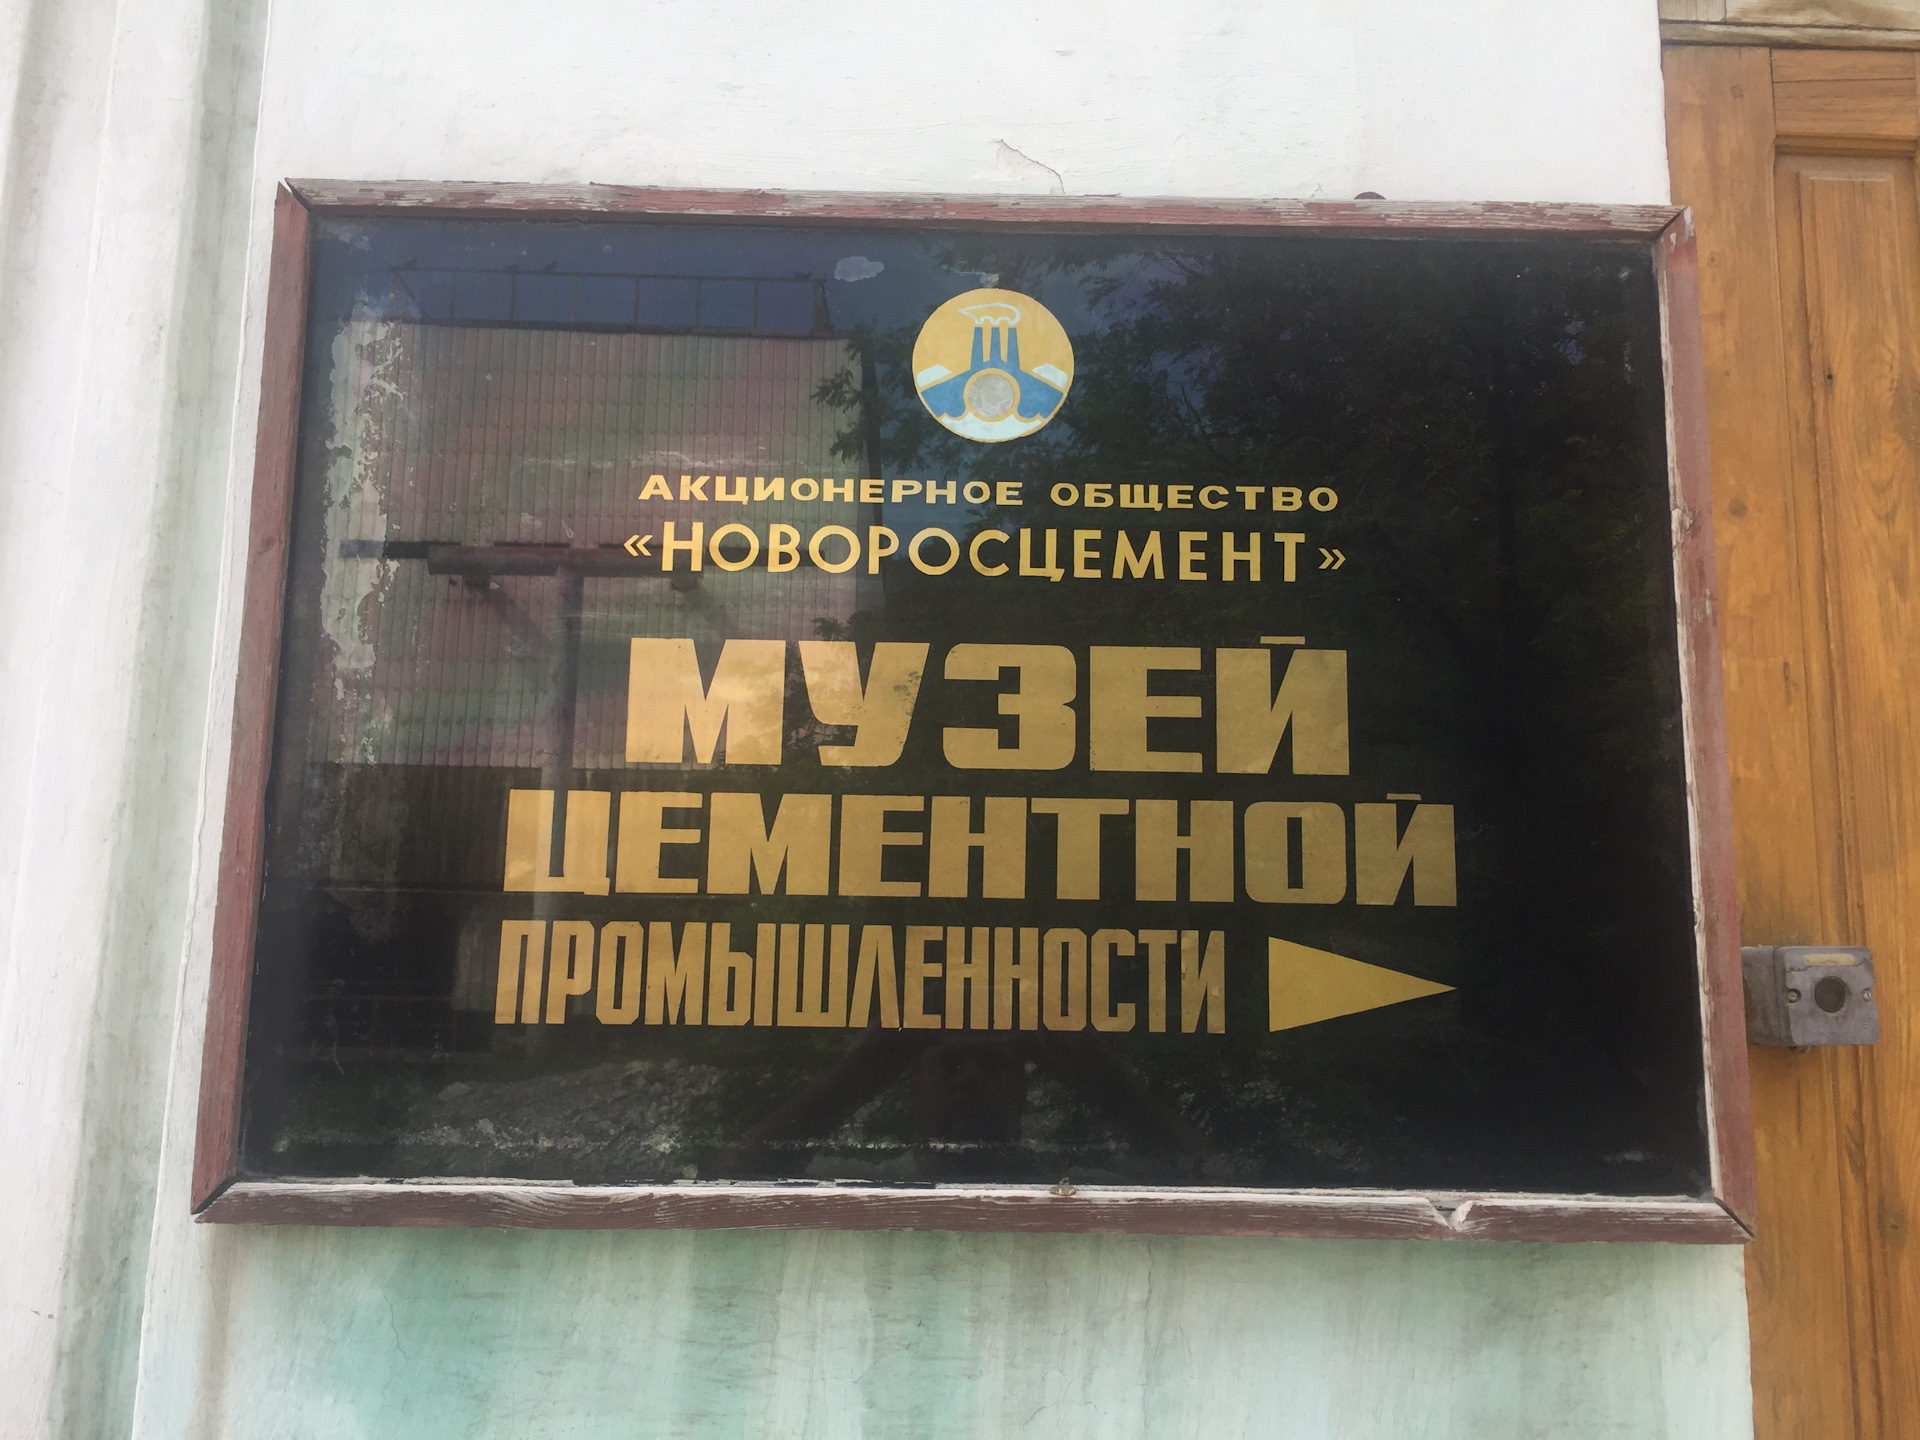 АКЦИОНЕРНОЕ ОБЩЕСТВО
«НОВОРОСЦЕМЕНТ»
МУЗЕЙ
ЦЕМЕНТНОЙ
ПРОМЫШЛЕННОСТИ